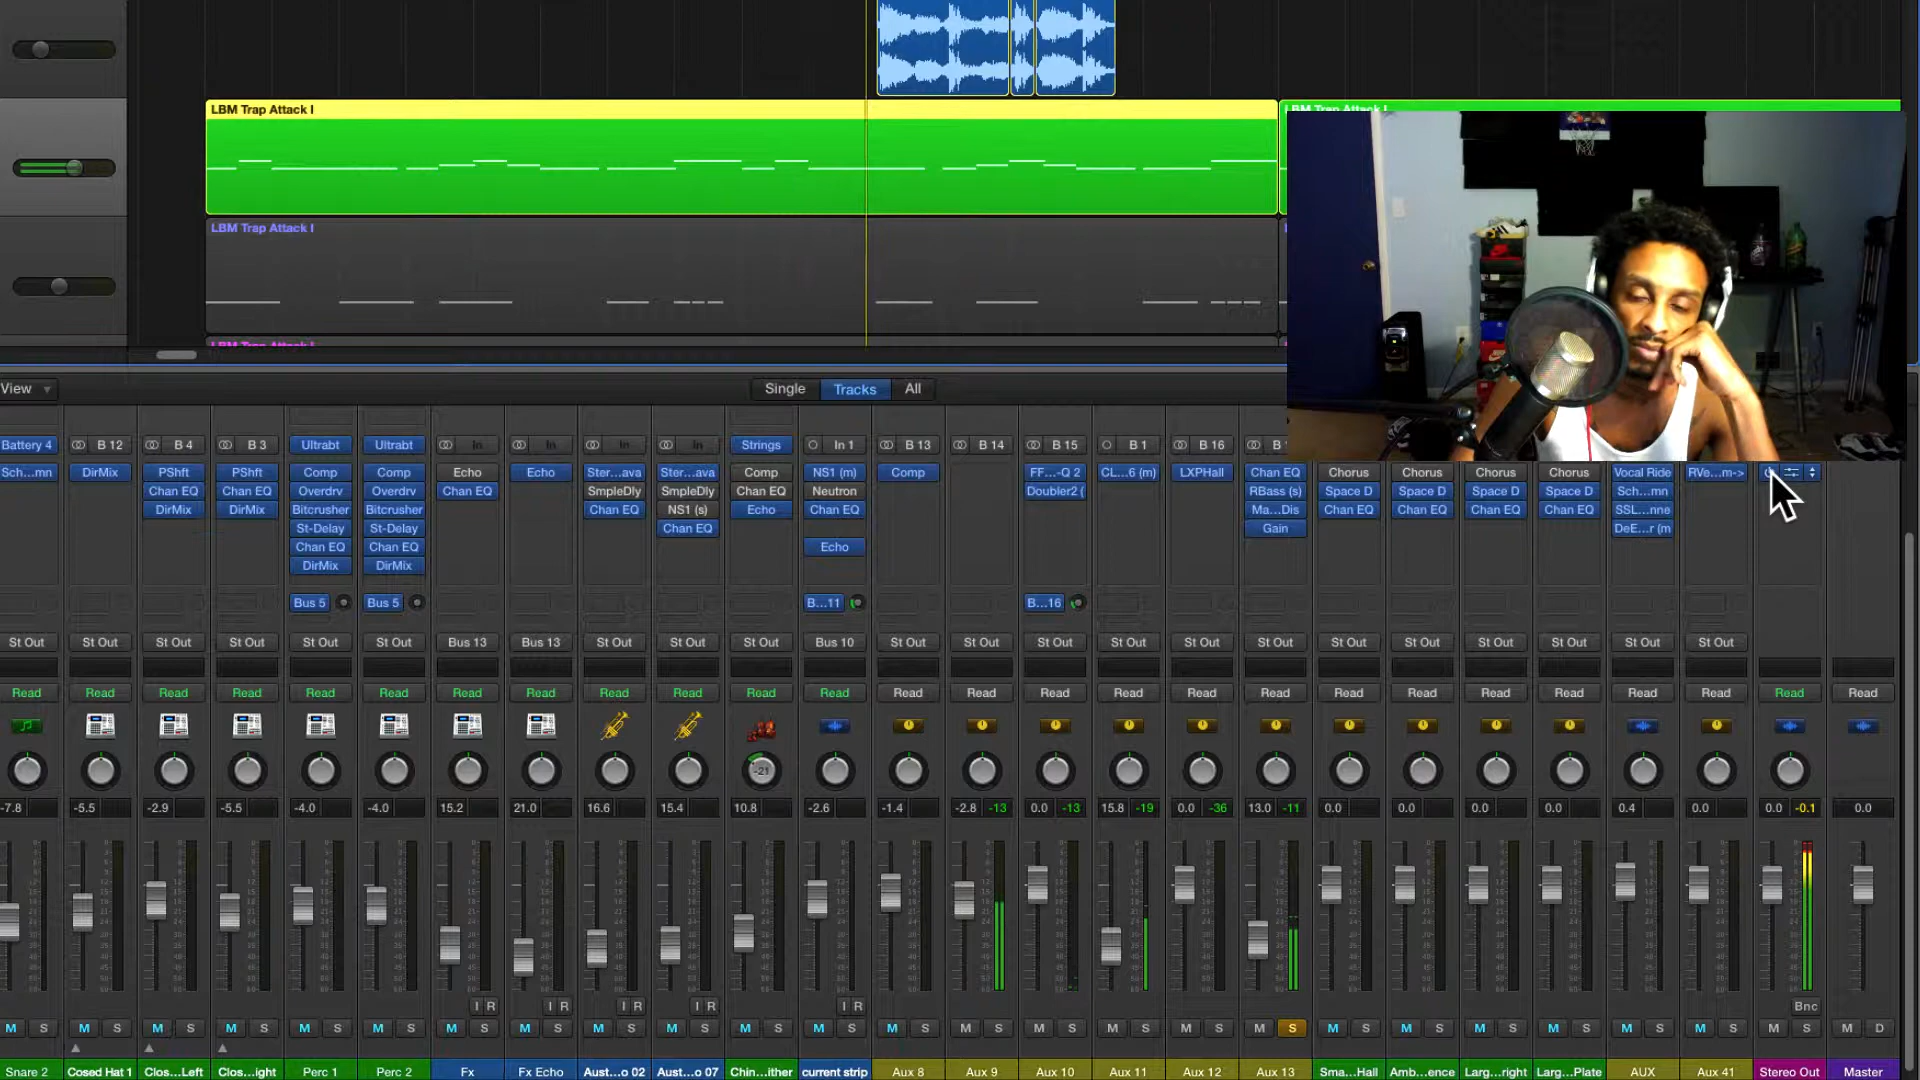 LBM Trap Attack I
LBM Trap Attack I
LBM Trap Attack I
LBM Trap Attack I
View Single Tracks All
Battery 4 B 12 B 4 B 3 Ultrabt Ultrabt In In In In Strings In 1 B 13 B 14 B 15 B 1 B 16 B
Sch...mn DirMix PShft PShft Comp Comp Echo Echo Ster...ava Ster...ava Comp NS1 (m) Comp FF...-Q 2 CL...6 (m) LXPHall Chan EQ Chorus Chorus Chorus Chorus Vocal Ride RVe...m->
Chan EQ Chan EQ Overdrv Overdrv Chan EQ SmpleDly SmpleDly Chan EQ Neutron Doubler2 ( RBass (s) Space D Space D Space D Space D Sch...mn
DirMix DirMix Bitcrusher Bitcrusher Chan EQ NS1 (s) Echo Chan EQ Ma...Dis Chan EQ Chan EQ Chan EQ Chan EQ SSL...nne
St-Delay St-Delay Chan EQ Gain DeE...r (m
Chan EQ Chan EQ Echo
DirMix DirMix
Bus 5 Bus 5 B...11 B...16
St Out St Out St Out St Out St Out St Out Bus 13 Bus 13 St Out St Out St Out Bus 10 St Out St Out St Out St Out St Out St Out St Out St Out St Out St Out St Out St Out
Read Read Read Read Read Read Read Read Read Read Read Read Read Read Read Read Read Read Read Read Read Read Read Read Read Read
-21
-7.8 -5.5 -2.9 -5.5 -4.0 -4.0 15.2 21.0 16.6 15.4 10.8 -2.6 -1.4 -2.8 -13 0.0 -13 15.8 -19 0.0 -36 13.0 -11 0.0 0.0 0.0 0.0 0.4 0.0 0.0 -0.1 0.0
I R I R I R I R I R Bnc
M S M S M S M S M S M S M S M S M S M S M S M S M S M S M S M S M S M S M S M S M S M S M S M S M S M D
Snare 2 Cosed Hat 1 Clos...Left Clos...ight Perc 1 Perc 2 Fx Fx Echo Aust...o 02 Aust...o 07 Chin...ither current strip Aux 8 Aux 9 Aux 10 Aux 11 Aux 12 Aux 13 Sma...Hall Amb...ence Larg...right Larg...Plate AUX Aux 41 Stereo Out Master